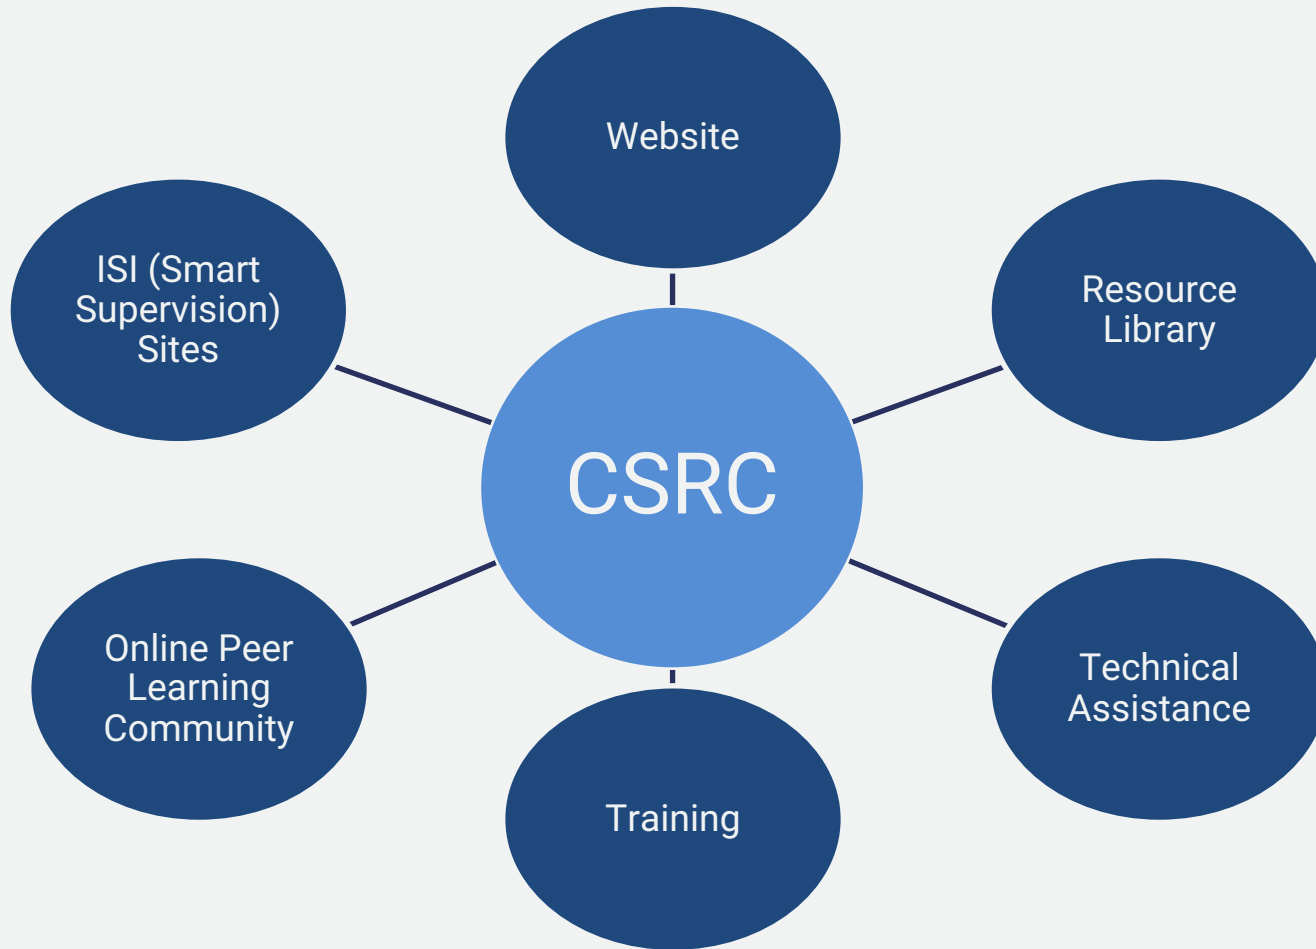 Website
ISI (Smart
Supervision)
Sites
Resource
Library
CSRC
Online Peer
Learning
Community
Technical
Assistance
Training